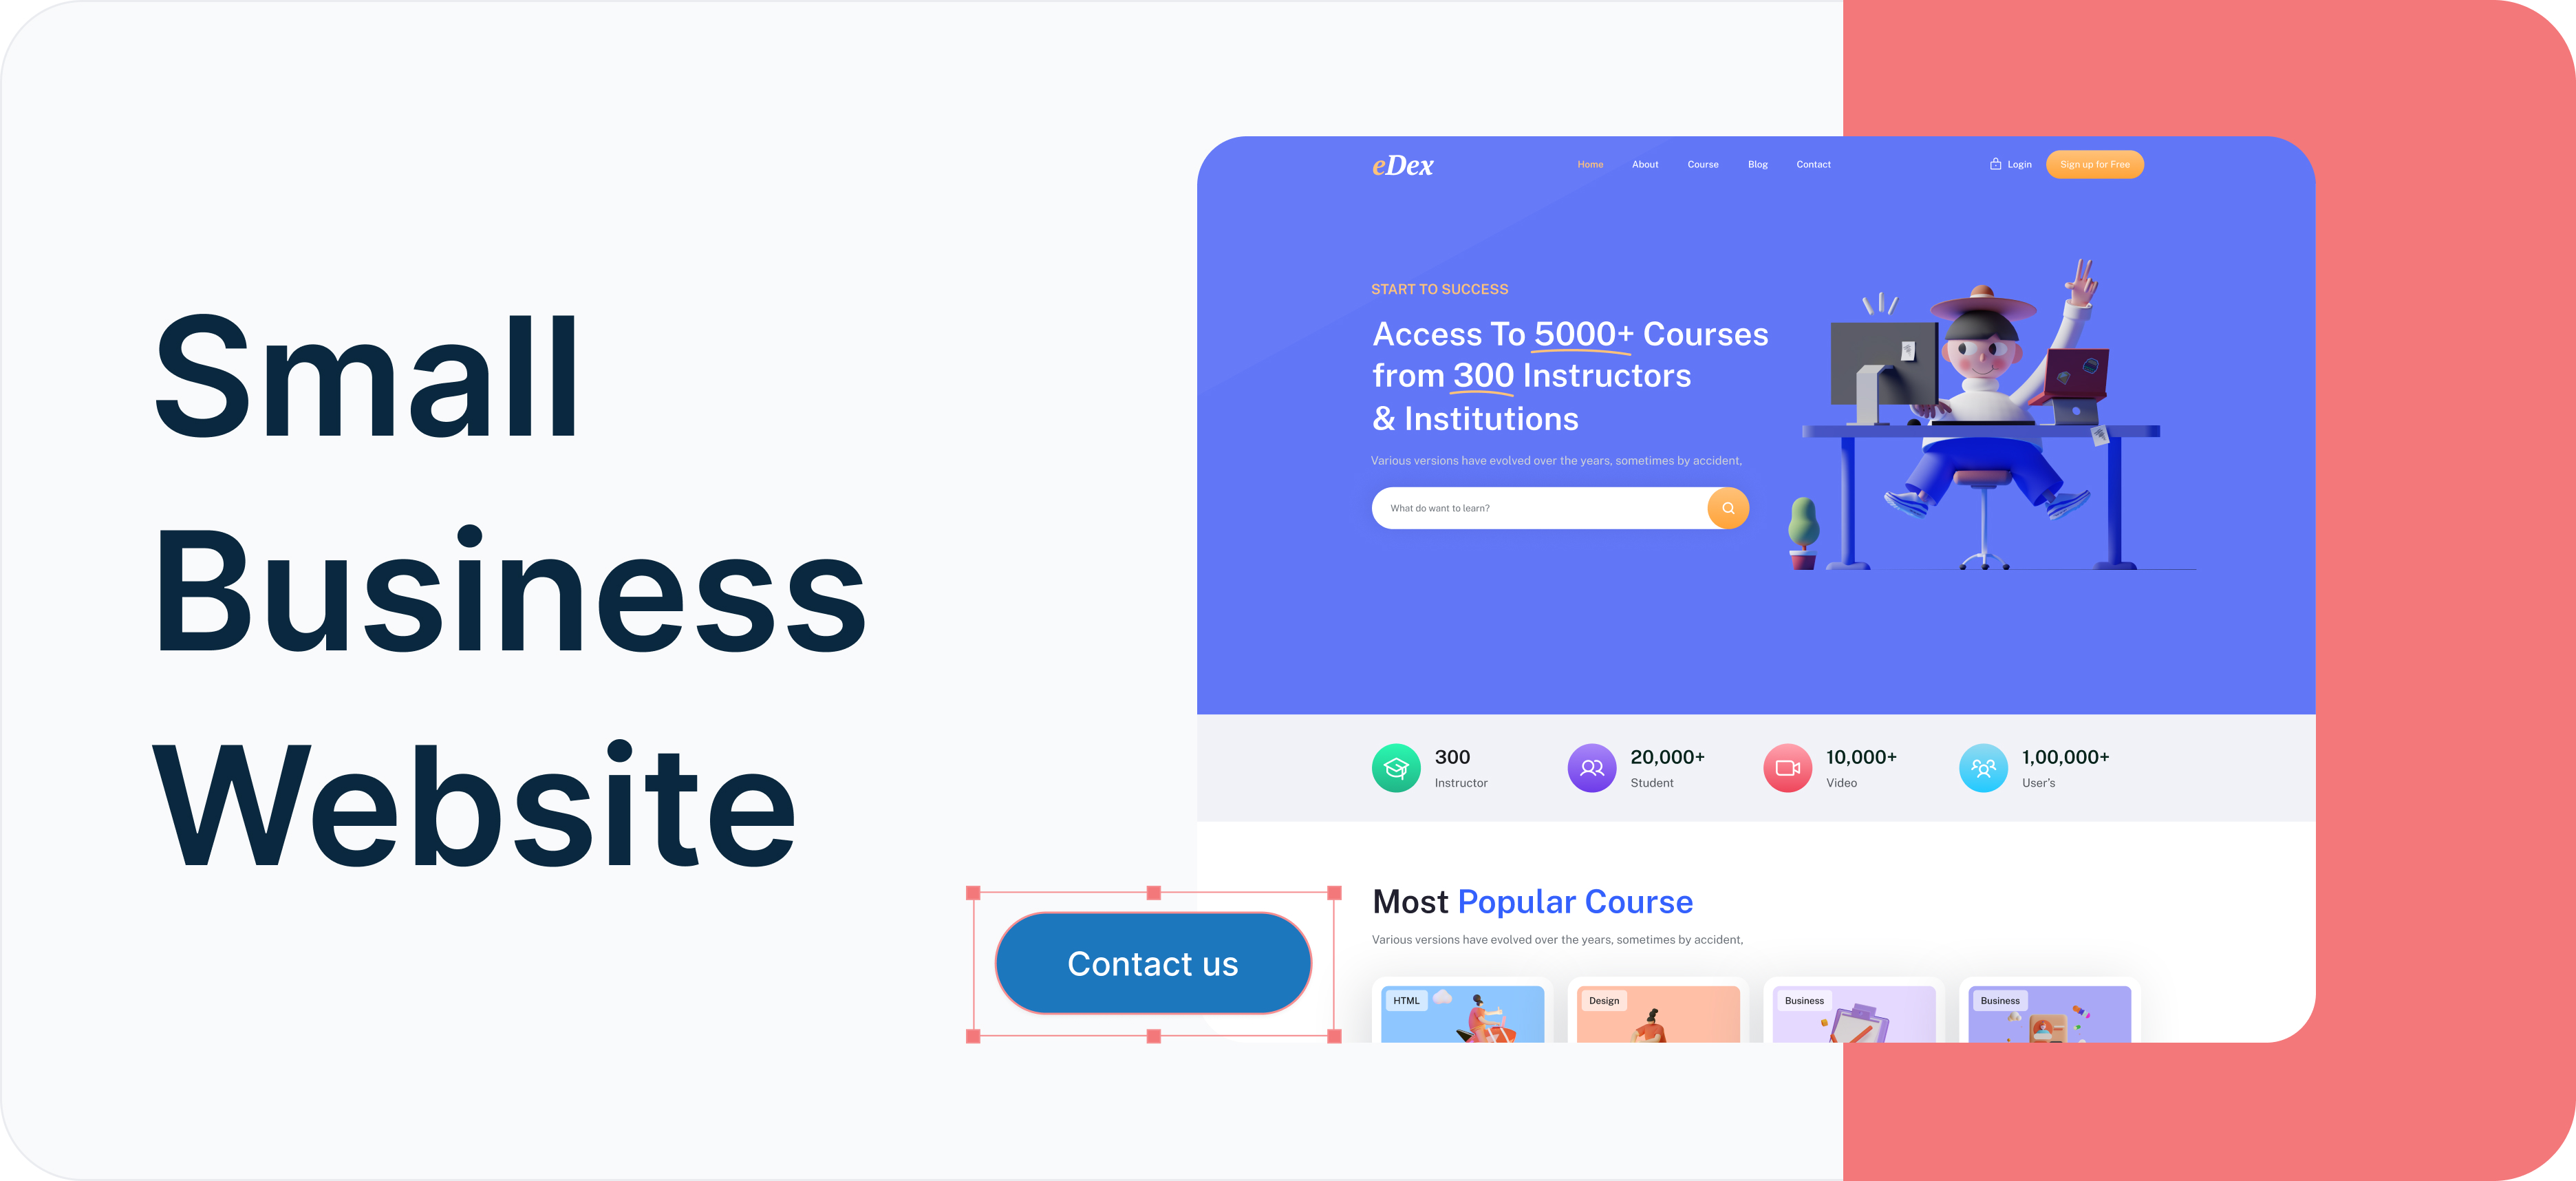 Small
Business
Website
Contact us
eDex
Home About Course Blog Contact
Login
Sign up for Free
START TO SUCCESS
Access To 5000+ Courses
from 300 Instructors
& Institutions
Various versions have evolved over the years, sometimes by accident,
What do want to learn?
300
Instructor
20,000+
Student
10,000+
Video
1,00,000+
User's
Most Popular Course
Various versions have evolved over the years, sometimes by accident,
HTML
Design
Business
Business